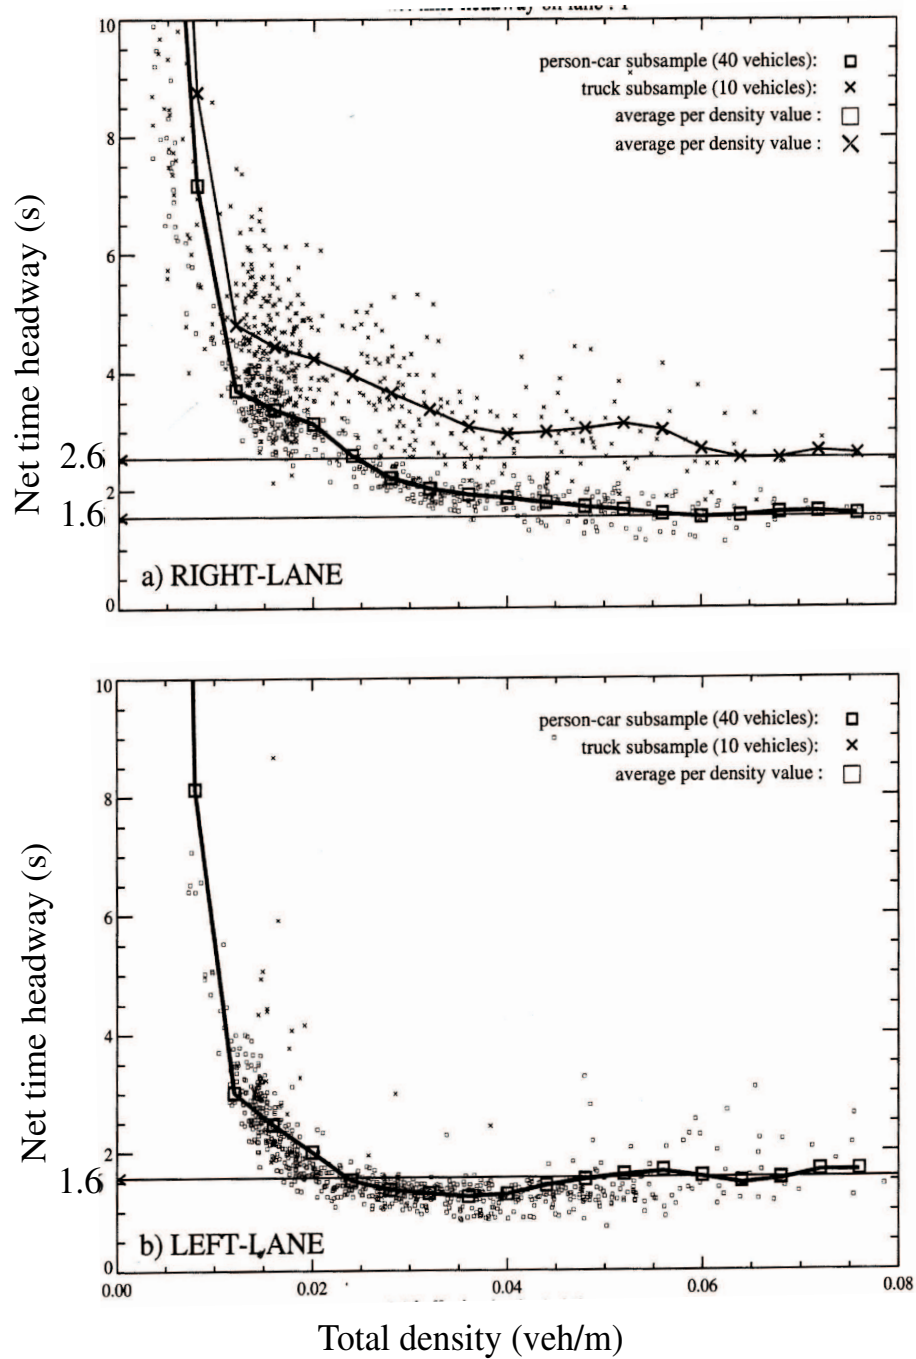 person-car subsample (40 vehicles):
truck subsample (10 vehicles):
average per density value :
average per density value :
10
8
6
4
2.6
2
1.6
0
Net time headway (s)
a) RIGHT-LANE
person-car subsample (40 vehicles):
truck subsample (10 vehicles):
average per density value :
10
8
6
4
2
1.6
0
Net time headway (s)
b) LEFT-LANE
0.00 0.02 0.04 0.06 0.08
Total density (veh/m)